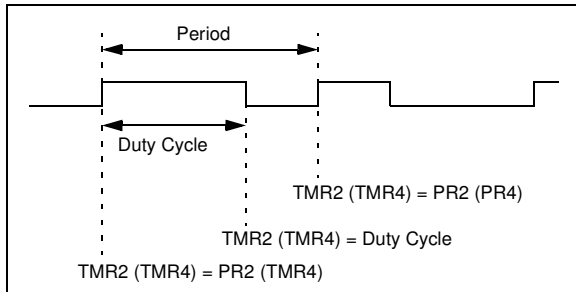 Period
Duty Cycle
TMR2 (TMR4) = PR2 (PR4)
TMR2 (TMR4) = Duty Cycle
TMR2 (TMR4) = PR2 (TMR4)